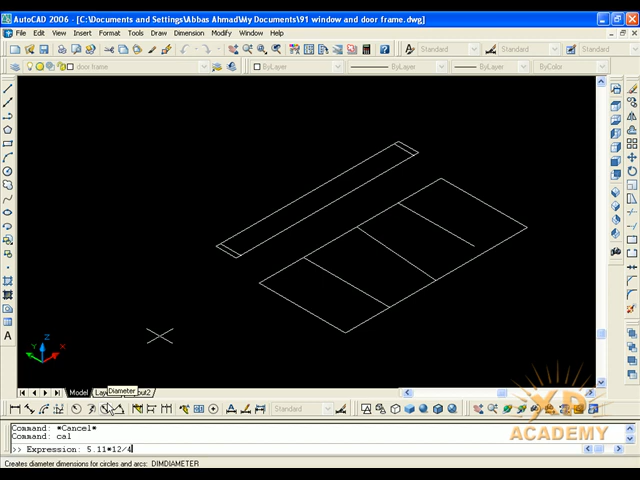 AutoCAD 2006 - [C:\Documents and Settings\Abbas Ahmad\My Documents\91 window and door frame.dwg]
File Edit View Insert Format Tools Draw Dimension Modify Window Help
Standard Standard
door frame ByLayer ByLayer ByLayer ByColor
Z
Y X
Model
Diameter
Standard
XD
ACADEMY
Command: *Cancel*
Command: cal
>> Expression: 5.11*12/4
Creates diameter dimensions for circles and arcs: DIMDIAMETER